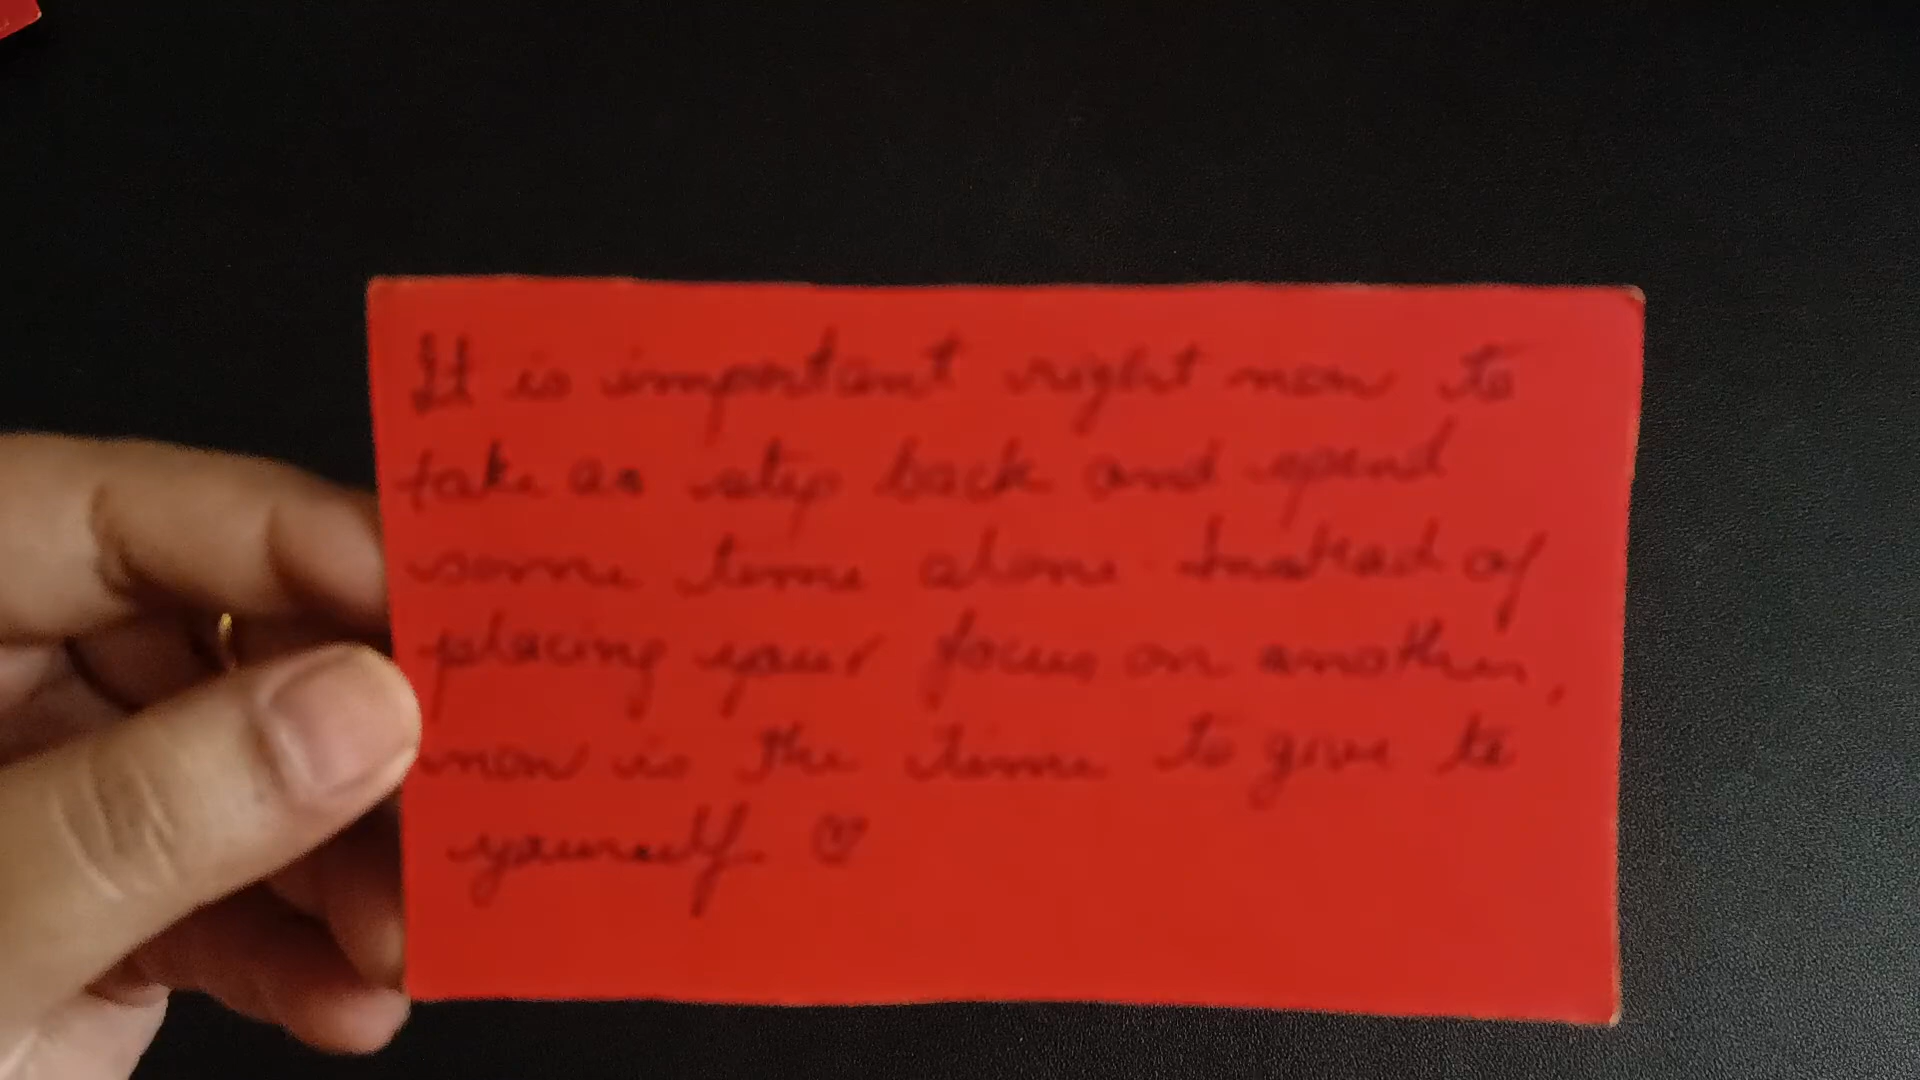 It is important right now to
take a step back and spend
some time alone. Instead of
placing your focus on another,
now is the time to give to
yourself ♡